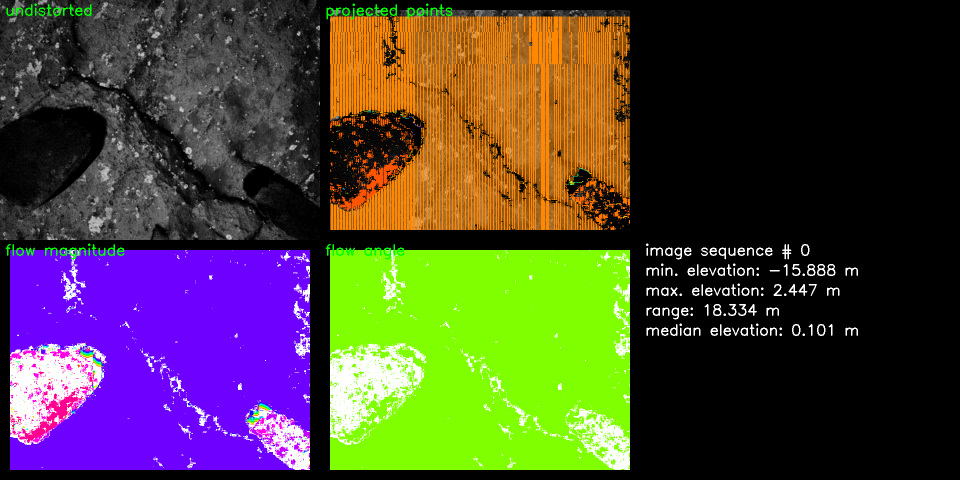 undistorted
projected points
flow magnitude
flow angle
image sequence # 0
min. elevation: -15.888 m
max. elevation: 2.447 m
range: 18.334 m
median elevation: 0.101 m